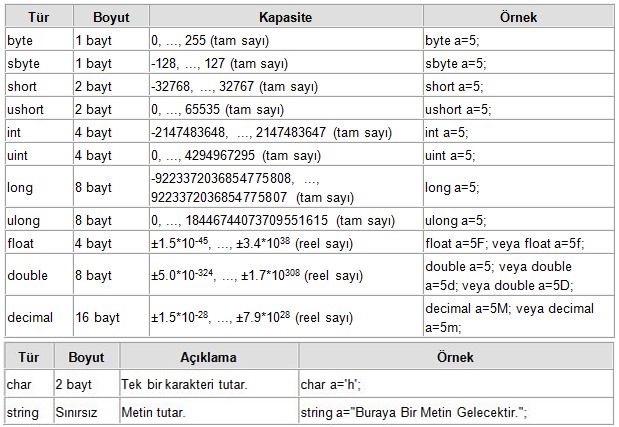 Tür Boyut Kapasite Örnek
byte 1 bayt 0, ..., 255 (tam sayı) byte a=5;
sbyte 1 bayt -128, ..., 127 (tam sayı) sbyte a=5;
short 2 bayt -32768, ..., 32767 (tam sayı) short a=5;
ushort 2 bayt 0, ..., 65535 (tam sayı) ushort a=5;
int 4 bayt -2147483648, ..., 2147483647 (tam sayı) int a=5;
uint 4 bayt 0, ..., 4294967295 (tam sayı) uint a=5;
long 8 bayt -9223372036854775808, ...,
9223372036854775807 (tam sayı) long a=5;
ulong 8 bayt 0, ..., 18446744073709551615 (tam sayı) ulong a=5;
float 4 bayt ±1.5*10⁻⁴⁵, ..., ±3.4*10³⁸ (reel sayı) float a=5F; veya float a=5f;
double 8 bayt ±5.0*10⁻³²⁴, ..., ±1.7*10³⁰⁸ (reel sayı) double a=5; veya double
a=5d; veya double a=5D;
decimal 16 bayt ±1.5*10⁻²⁸, ..., ±7.9*10²⁸ (reel sayı) decimal a=5M; veya decimal
a=5m;
Tür Boyut Açıklama Örnek
char 2 bayt Tek bir karakteri tutar. char a='h';
string Sınırsız Metin tutar. string a="Buraya Bir Metin Gelecektir.";